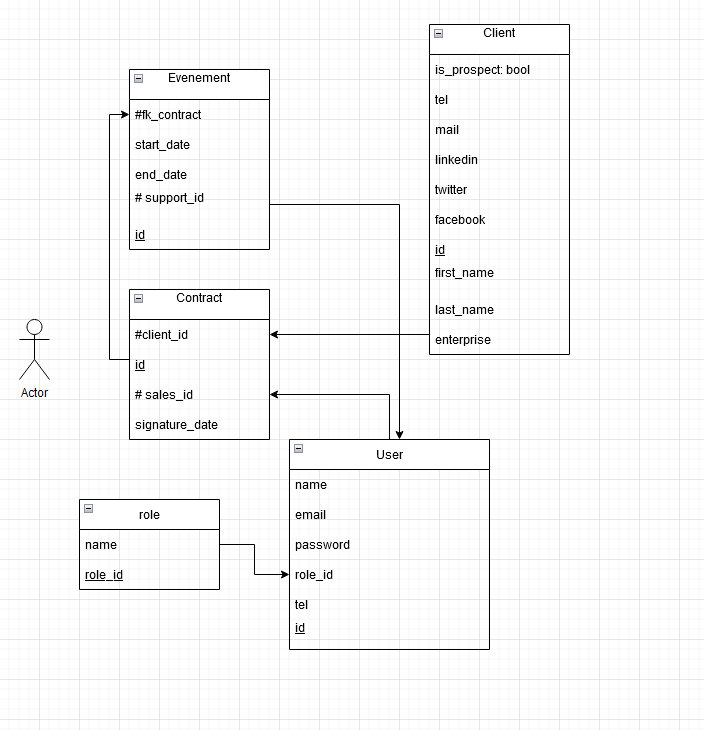 Client
is_prospect: bool
tel
mail
linkedin
twitter
facebook
id
first_name
last_name
enterprise
Evenement
#fk_contract
start_date
end_date
# support_id
id
Contract
#client_id
id
# sales_id
signature_date
Actor
User
name
email
password
role_id
tel
id
role
name
role_id